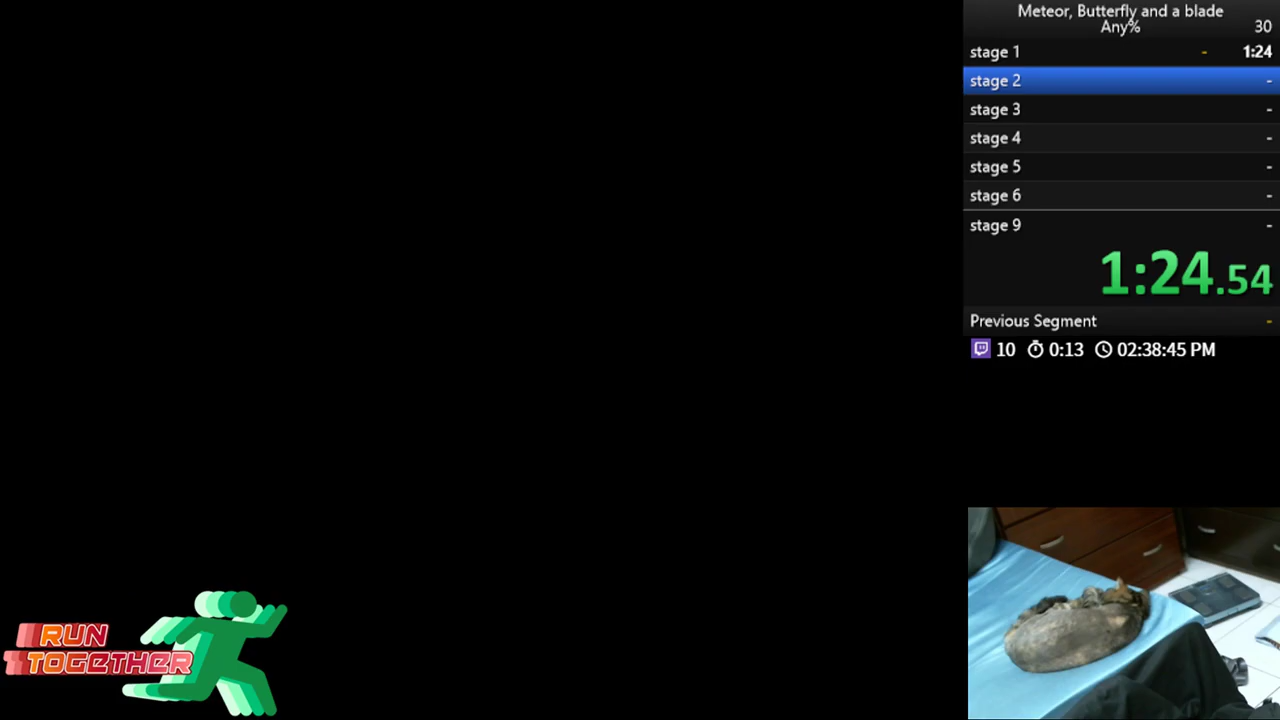 Meteor, Butterfly and a blade
Any% 30
stage 1 - 1:24
stage 2 -
stage 3 -
stage 4 -
stage 5 -
stage 6 -
stage 9 -
1:24.54
Previous Segment -
10 0:13 02:38:45 PM
RUN
TOGETHER